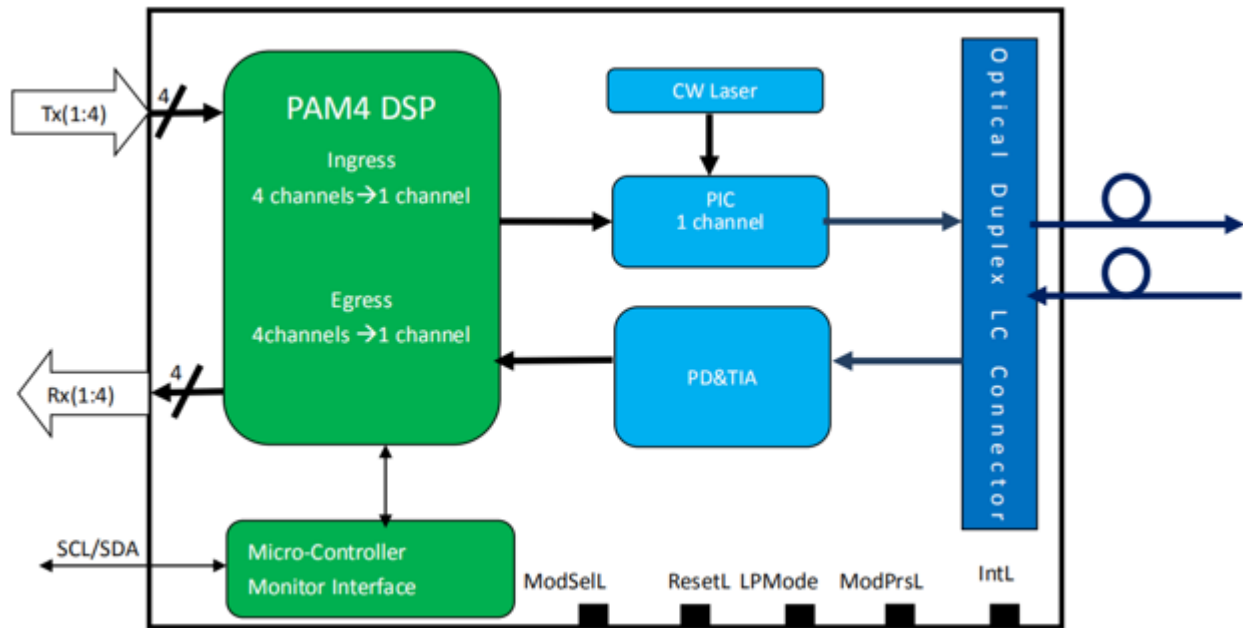 Tx(1:4)
4
PAM4 DSP
Ingress
4 channels→1 channel
Egress
4channels →1 channel
CW Laser
PIC
1 channel
PD&TIA
Optical Duplex LC Connector
Rx(1:4)
4
SCL/SDA
Micro-Controller
Monitor Interface
ModSelL
ResetL
LPMode
ModPrsL
IntL